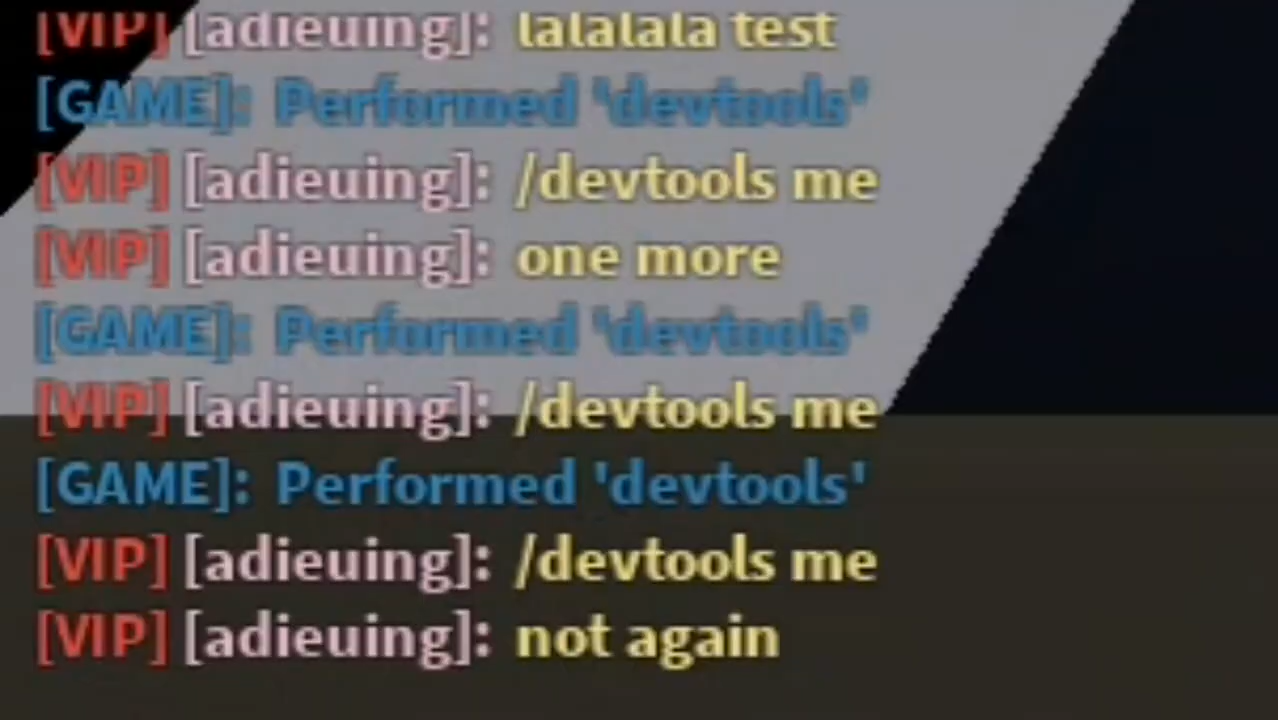 [VIP] [adieuing]: lalalala test
[GAME]: Performed 'devtools'
[VIP] [adieuing]: /devtools me
[VIP] [adieuing]: one more
[GAME]: Performed 'devtools'
[VIP] [adieuing]: /devtools me
[GAME]: Performed 'devtools'
[VIP] [adieuing]: /devtools me
[VIP] [adieuing]: not again